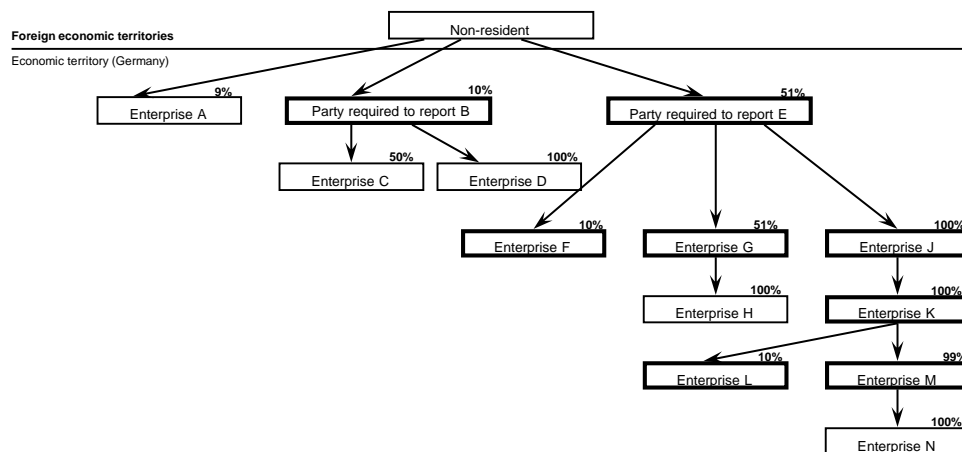 Non-resident
Foreign economic territories
Economic territory (Germany)
9%
10%
51%
Enterprise A
Party required to report B
Party required to report E
50%
100%
Enterprise C
Enterprise D
10%
51%
100%
Enterprise F
Enterprise G
Enterprise J
100%
100%
Enterprise H
Enterprise K
10%
99%
Enterprise L
Enterprise M
100%
Enterprise N